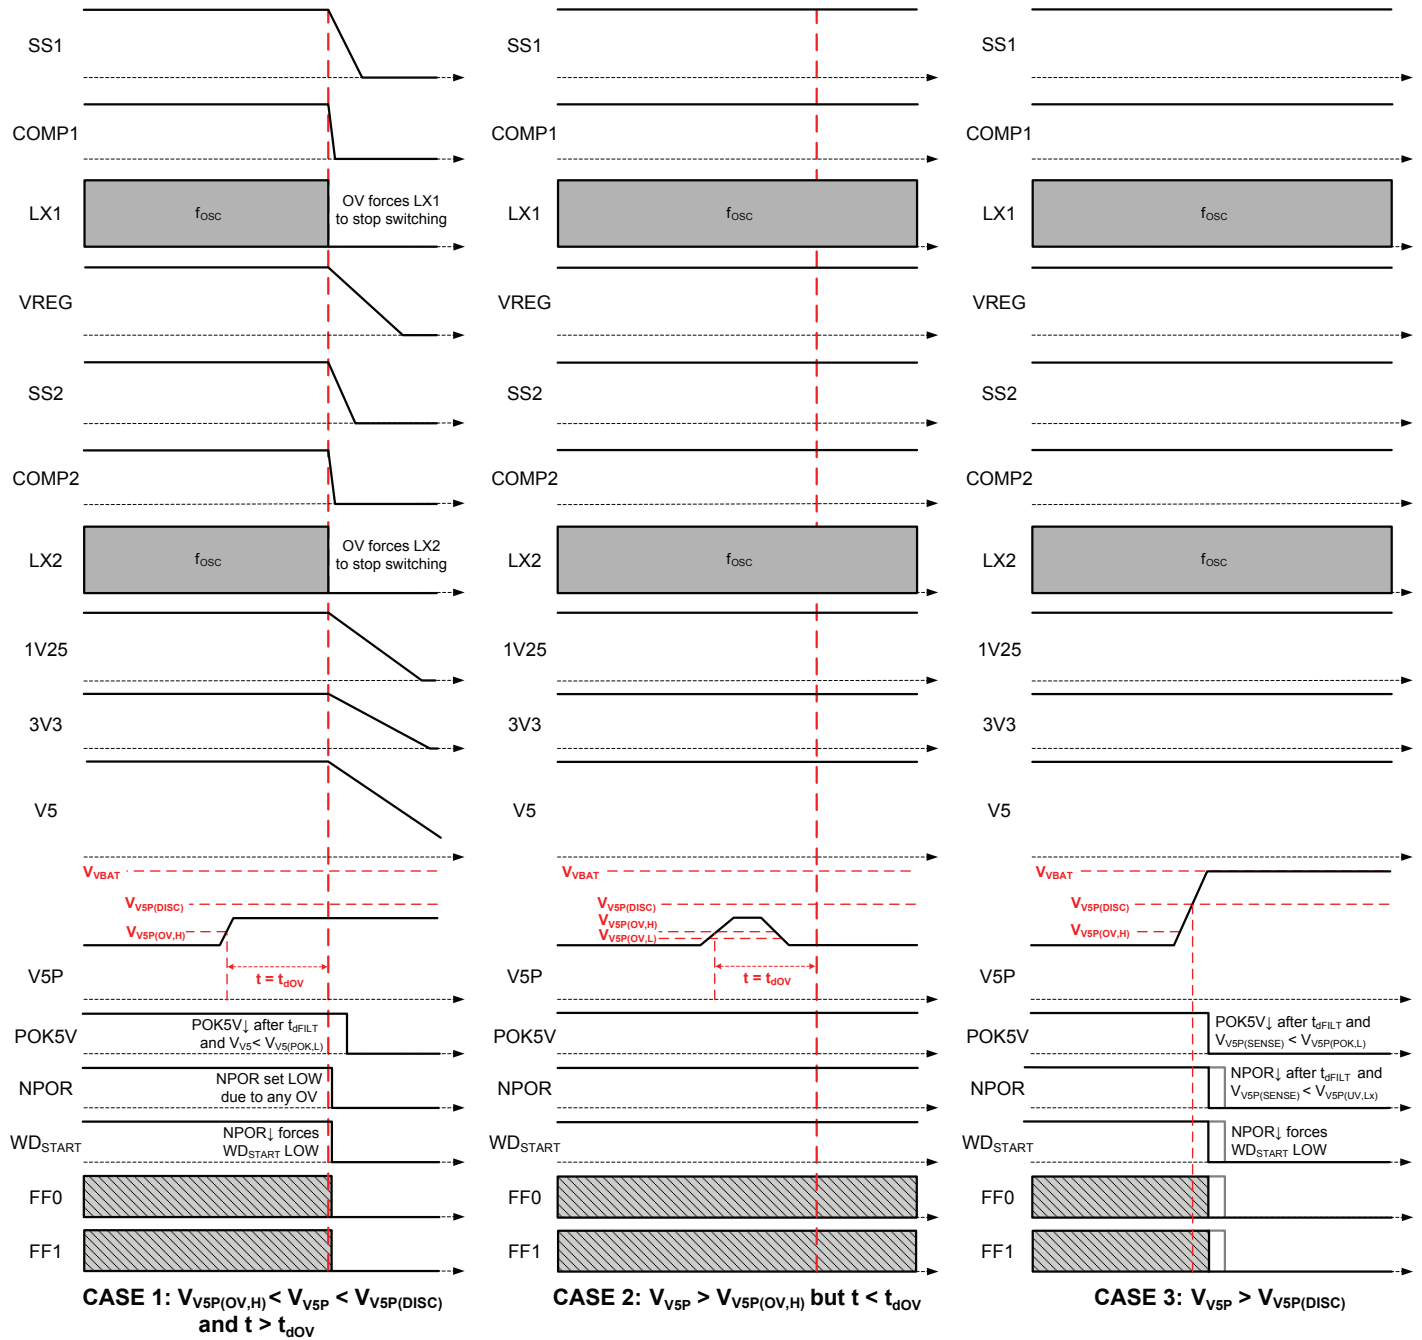 SS1
COMP1
LX1
fOSC
OV forces LX1
to stop switching
VREG
SS2
COMP2
LX2
fOSC
OV forces LX2
to stop switching
1V25
3V3
V5
VVBAT
VV5P(DISC)
VV5P(OV,H)
V5P
t = tdOV
POK5V
POK5V↓ after tdFILT
and VV5< VV5(POK,L)
NPOR
NPOR set LOW
due to any OV
WDSTART
NPOR↓ forces
WDSTART LOW
FF0
FF1
CASE 1: VV5P(OV,H) < VV5P < VV5P(DISC)
and t > tdOV
SS1
COMP1
LX1
fOSC
VREG
SS2
COMP2
LX2
fOSC
1V25
3V3
V5
VVBAT
VV5P(DISC)
VV5P(OV,H)
VV5P(OV,L)
V5P
t = tdOV
POK5V
NPOR
WDSTART
FF0
FF1
CASE 2: VV5P > VV5P(OV,H) but t < tdOV
SS1
COMP1
LX1
fOSC
VREG
SS2
COMP2
LX2
fOSC
1V25
3V3
V5
VVBAT
VV5P(DISC)
VV5P(OV,H)
V5P
POK5V
POK5V↓ after tdFILT and
VV5P(SENSE) < VV5P(POK,L)
NPOR
NPOR↓ after tdFILT and
VV5P(SENSE) < VV5P(UV,Lx)
WDSTART
NPOR↓ forces
WDSTART LOW
FF0
FF1
CASE 3: VV5P > VV5P(DISC)